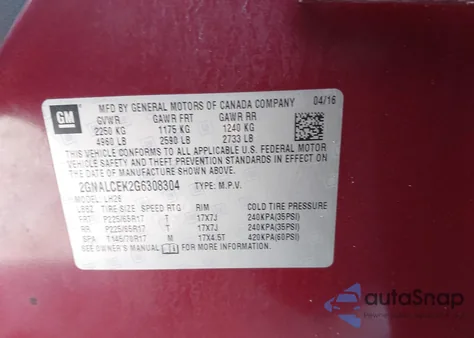 GM
MFD BY GENERAL MOTORS OF CANADA COMPANY 04/16
GVWR GAWR FRT GAWR RR
2250 KG 1175 KG 1240 KG
4960 LB 2590 LB 2733 LB
THIS VEHICLE CONFORMS TO ALL APPLICABLE U.S. FEDERAL MOTOR
VEHICLE SAFETY AND THEFT PREVENTION STANDARDS IN EFFECT ON
THE DATE OF MANUFACTURE SHOWN ABOVE.
2GNALCEK2G6308304 TYPE: M.P.V.
MODEL: LH26
TIRE SIZE SPEED RTG RIM COLD TIRE PRESSURE
FRT P225/65R17 T 17X7J 240KPA(35PSI)
RR P225/65R17 T 17X7J 240KPA(35PSI)
SPA T145/70R17 M 17X4.5T 420KPA(60PSI)
SEE OWNER'S MANUAL FOR MORE INFORMATION.
autoSnap